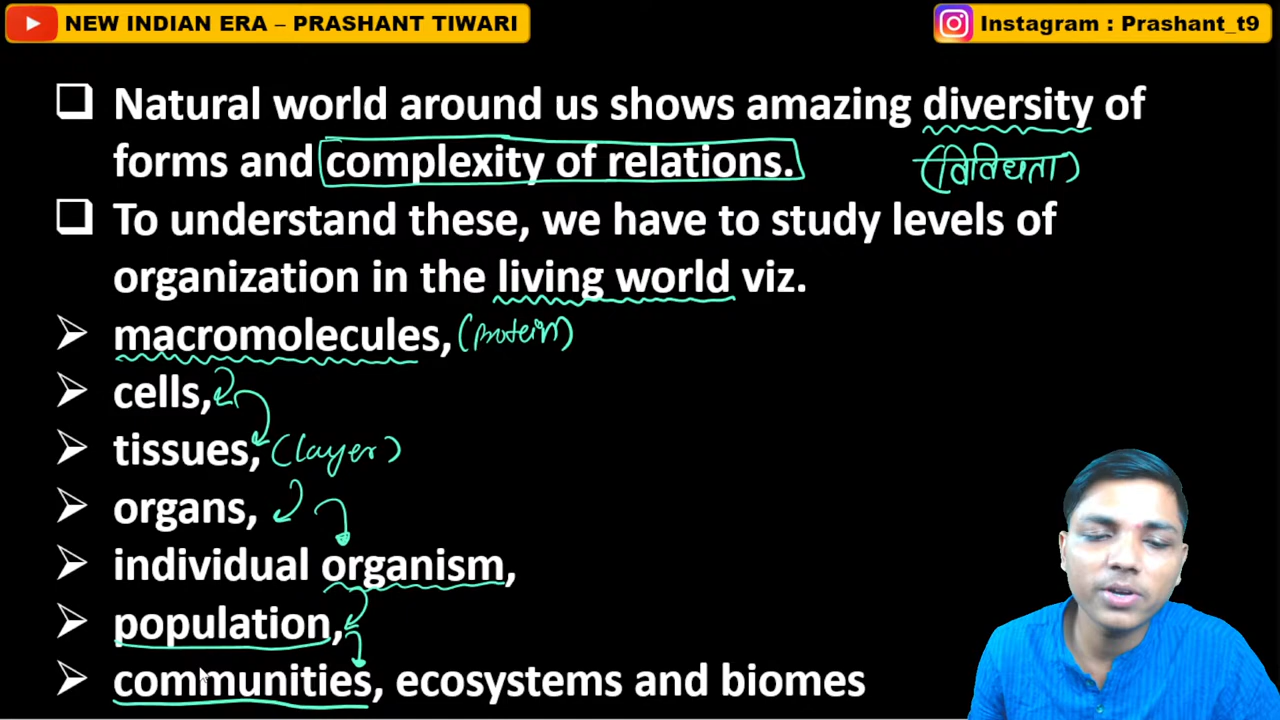 NEW INDIAN ERA – PRASHANT TIWARI
Instagram : Prashant_t9
❑ Natural world around us shows amazing diversity of
forms and complexity of relations.
(विविधता)
❑ To understand these, we have to study levels of
organization in the living world viz.
➢ macromolecules, (protein)
➢ cells,
➢ tissues, (layer)
➢ organs,
➢ individual organism,
➢ population,
➢ communities, ecosystems and biomes